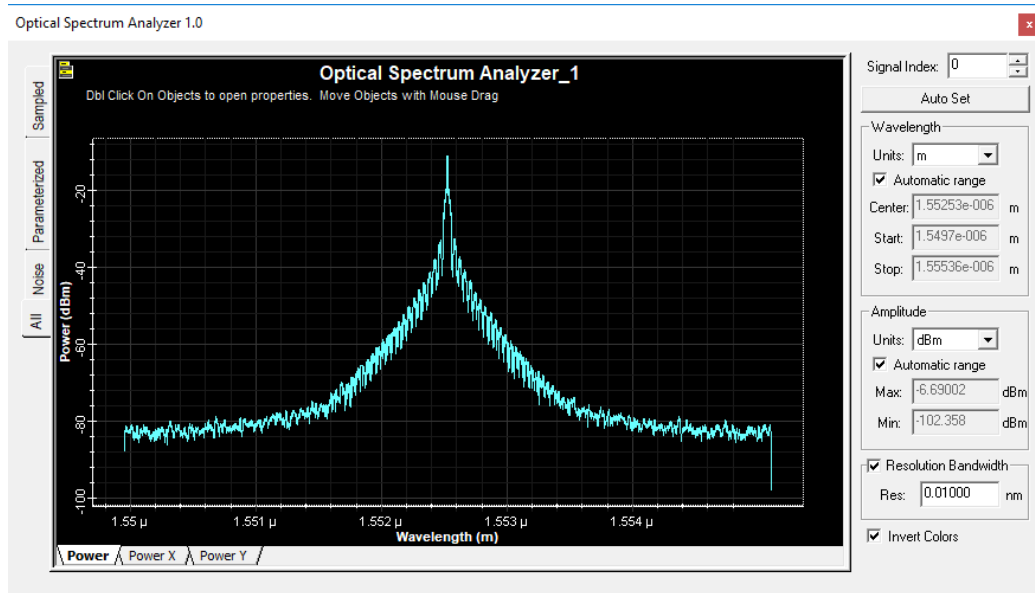 Optical Spectrum Analyzer 1.0
x
Optical Spectrum Analyzer_1
Dbl Click On Objects to open properties. Move Objects with Mouse Drag
Sampled
Parameterized
Noise
All
Power (dBm)
-20
-40
-60
-80
-100
1.55 µ
1.551 µ
1.552 µ
1.553 µ
1.554 µ
Wavelength (m)
Power
Power X
Power Y
Signal Index: 0
Auto Set
Wavelength
Units: m
Automatic range
Center: 1.55253e-006 m
Start: 1.5497e-006 m
Stop: 1.55536e-006 m
Amplitude
Units: dBm
Automatic range
Max: -6.69002 dBm
Min: -102.358 dBm
Resolution Bandwidth
Res: 0.01000 nm
Invert Colors